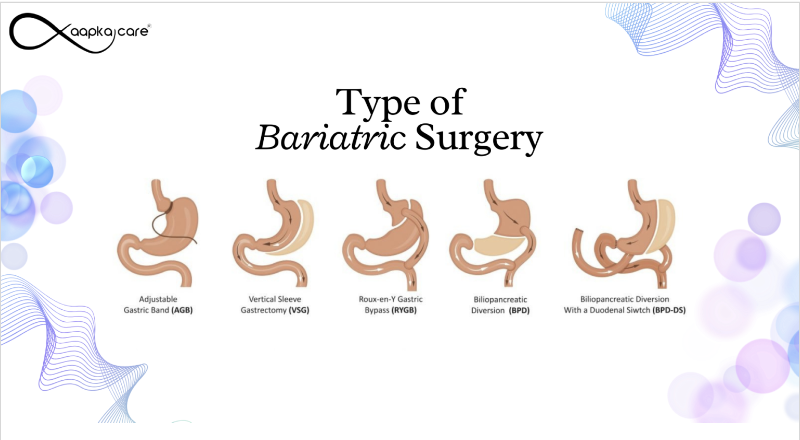 aapka care®
Type of
Bariatric Surgery
Adjustable
Gastric Band (AGB)
Vertical Sleeve
Gastrectomy (VSG)
Roux-en-Y Gastric
Bypass (RYGB)
Biliopancreatic
Diversion (BPD)
Biliopancreatic Diversion
With a Duodenal Siwtch (BPD-DS)